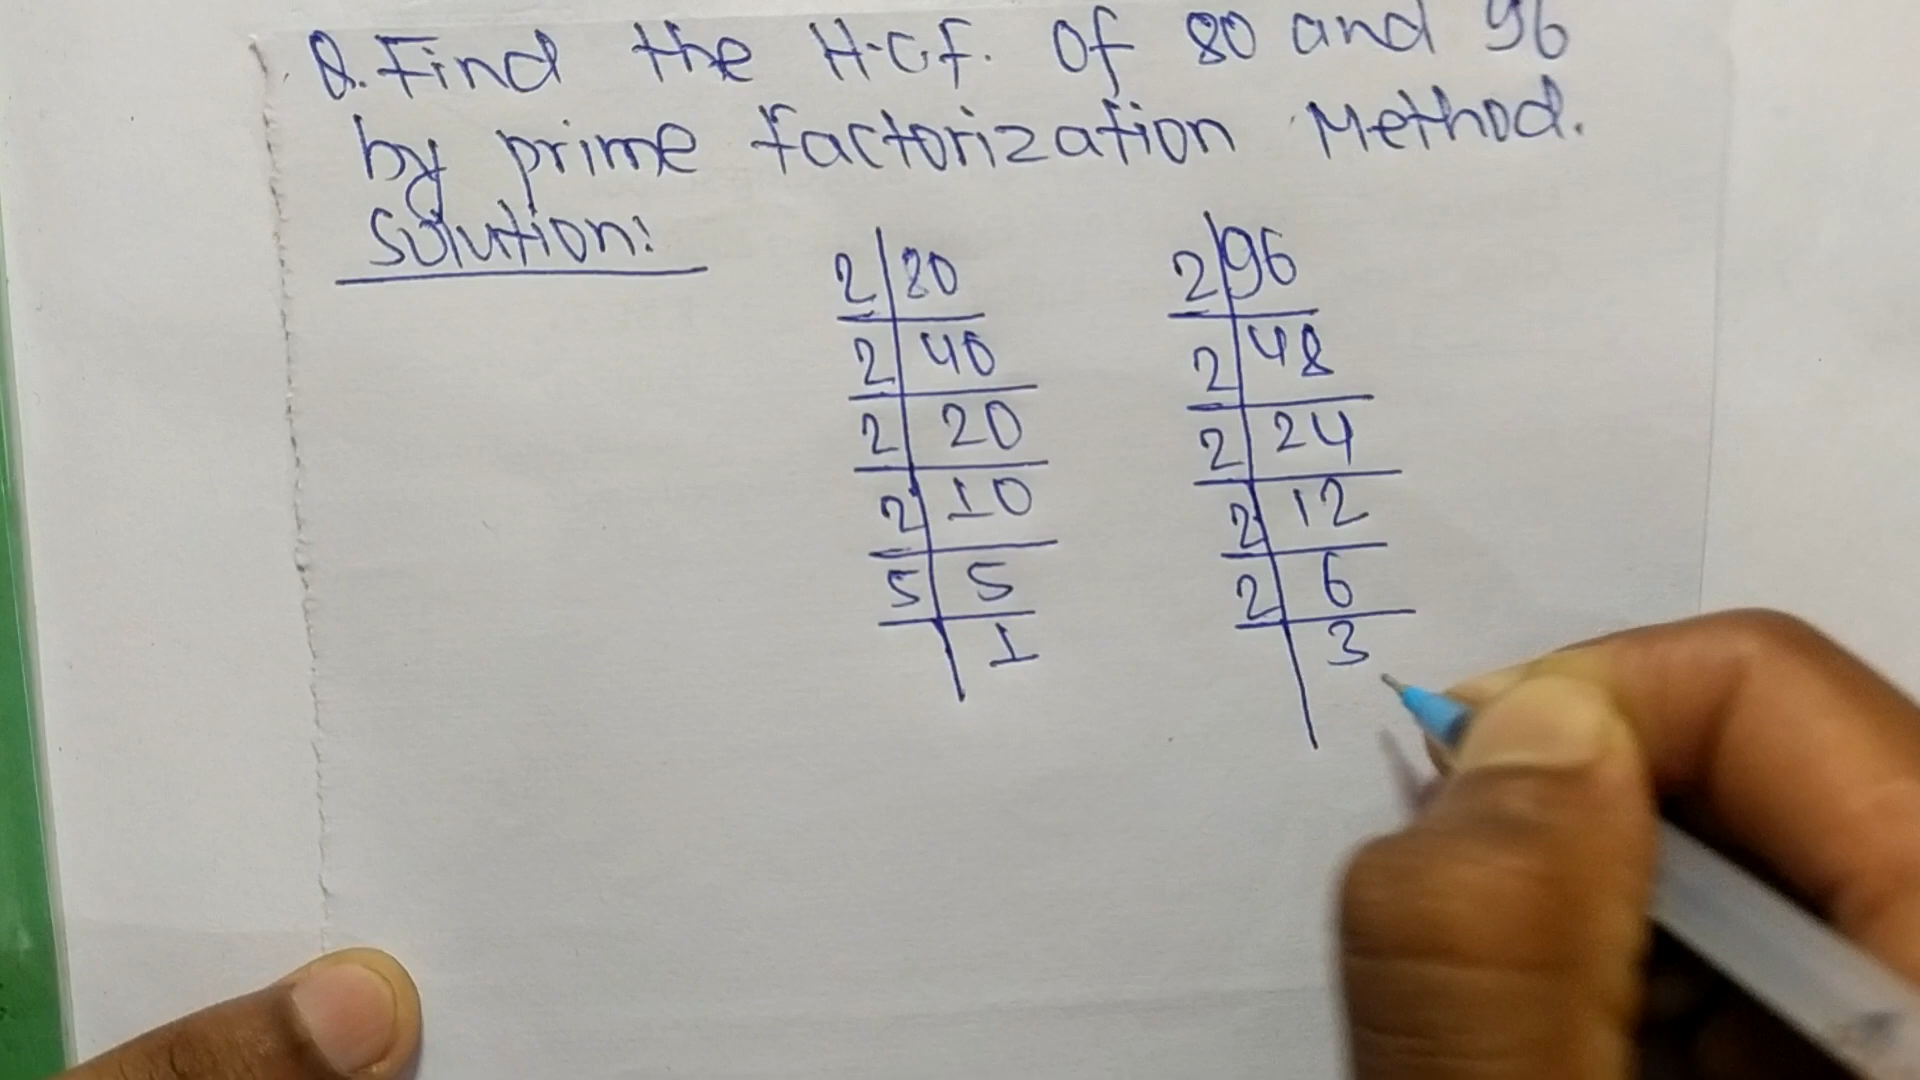 Q. Find the H.C.F. Of 80 and 96
by prime factorization Method.
Solution:
2 | 80
2 | 40
2 | 20
2 | 10
5 | 5
1
2 | 96
2 | 48
2 | 24
2 | 12
2 | 6
3